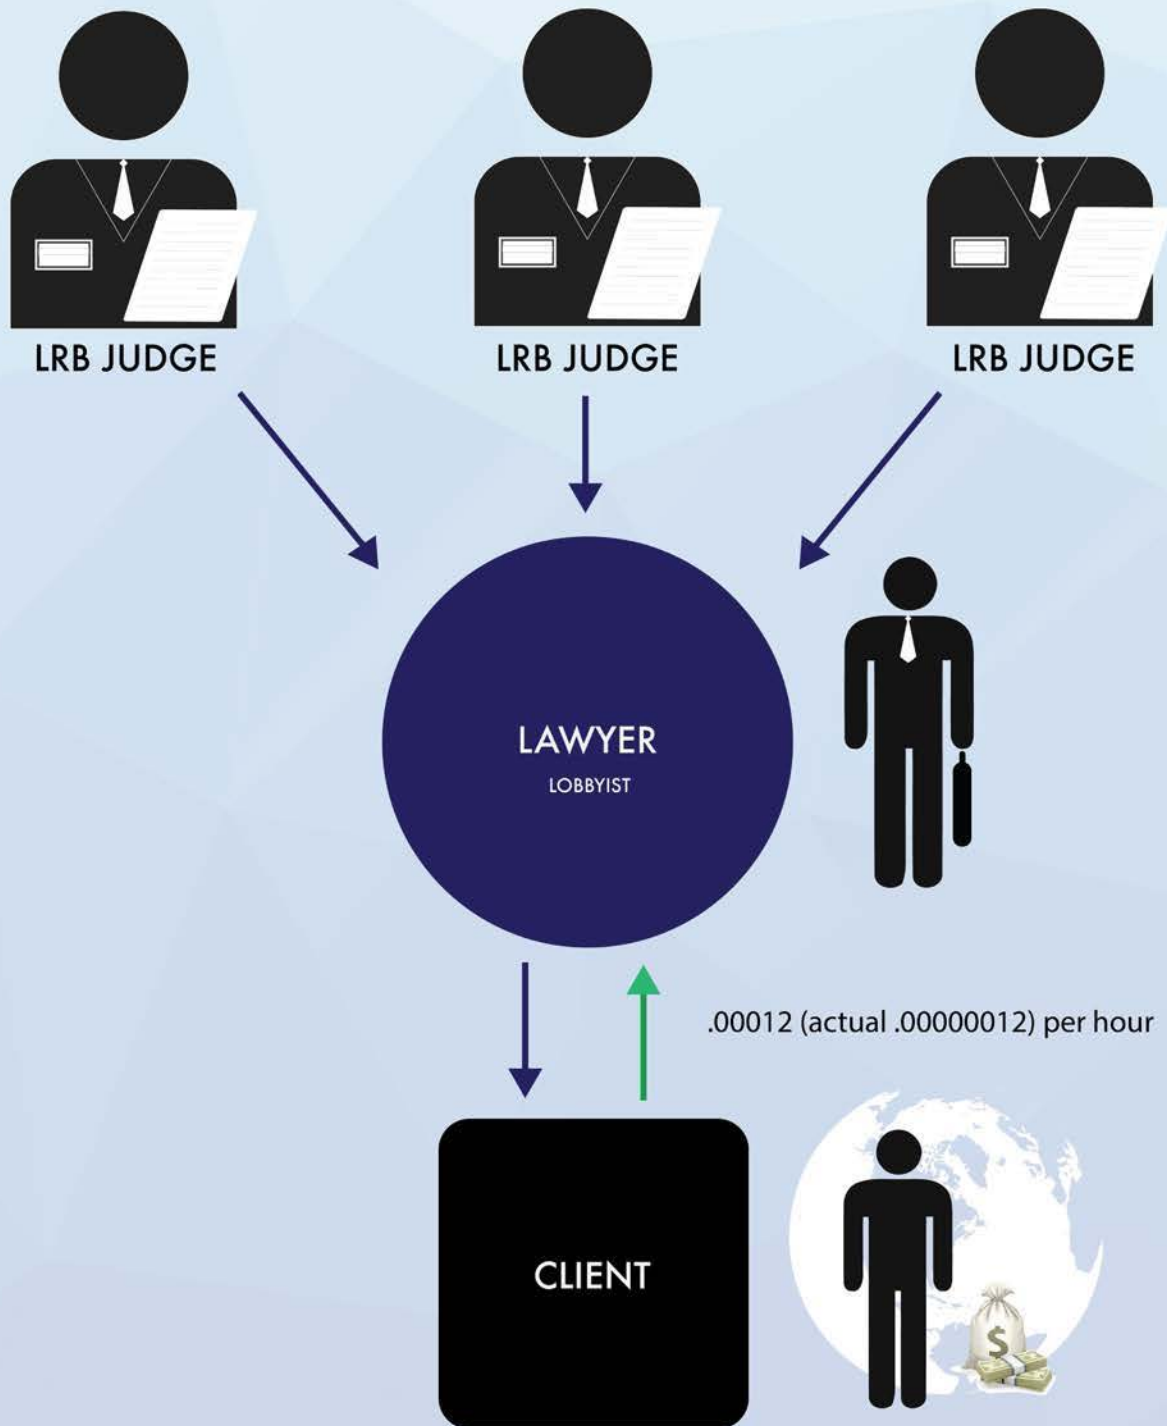 LRB JUDGE
LRB JUDGE
LRB JUDGE
LAWYER
LOBBYIST
.00012 (actual .00000012) per hour
CLIENT
$